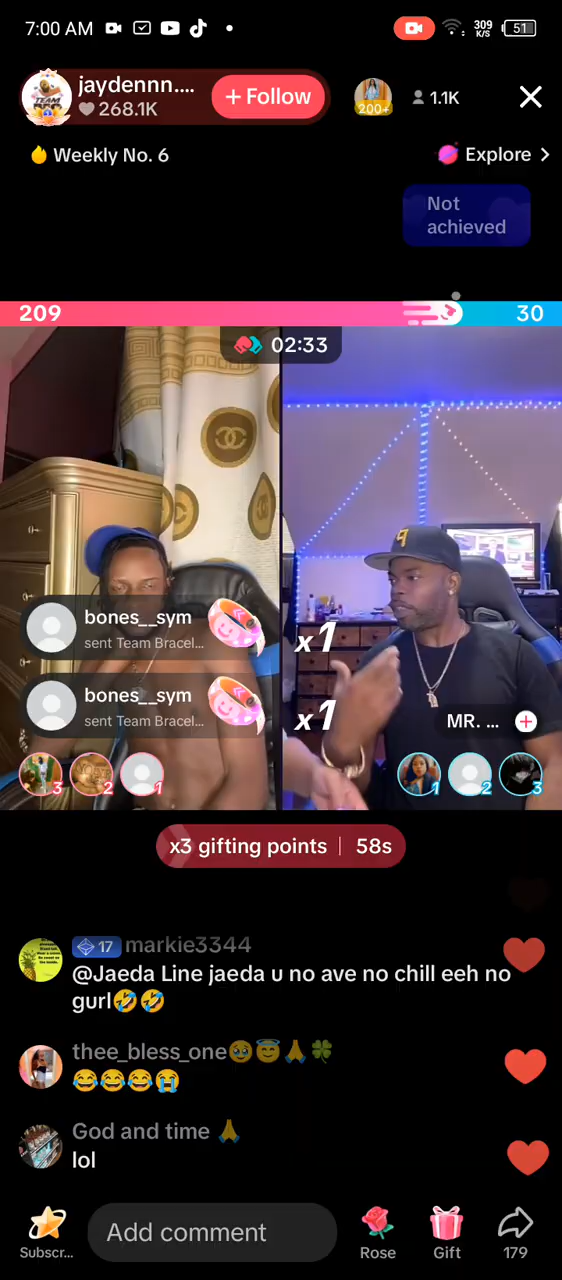 7:00 AM
309
K/S
51
jaydennn....
268.1K
+ Follow
200+
1.1K
Weekly No. 6
Explore
Not
achieved
209
30
02:33
bones__sym
sent Team Bracel...
x1
bones__sym
sent Team Bracel...
x1
MR. ...
3
2
1
1
2
3
x3 gifting points
58s
17 markie3344
@Jaeda Line jaeda u no ave no chill eeh no
gurl🤣🤣
thee_bless_one🥹😇🙏🍀
😂😂😂😭
God and time 🙏
lol
Subscr...
Add comment
Rose
Gift
179